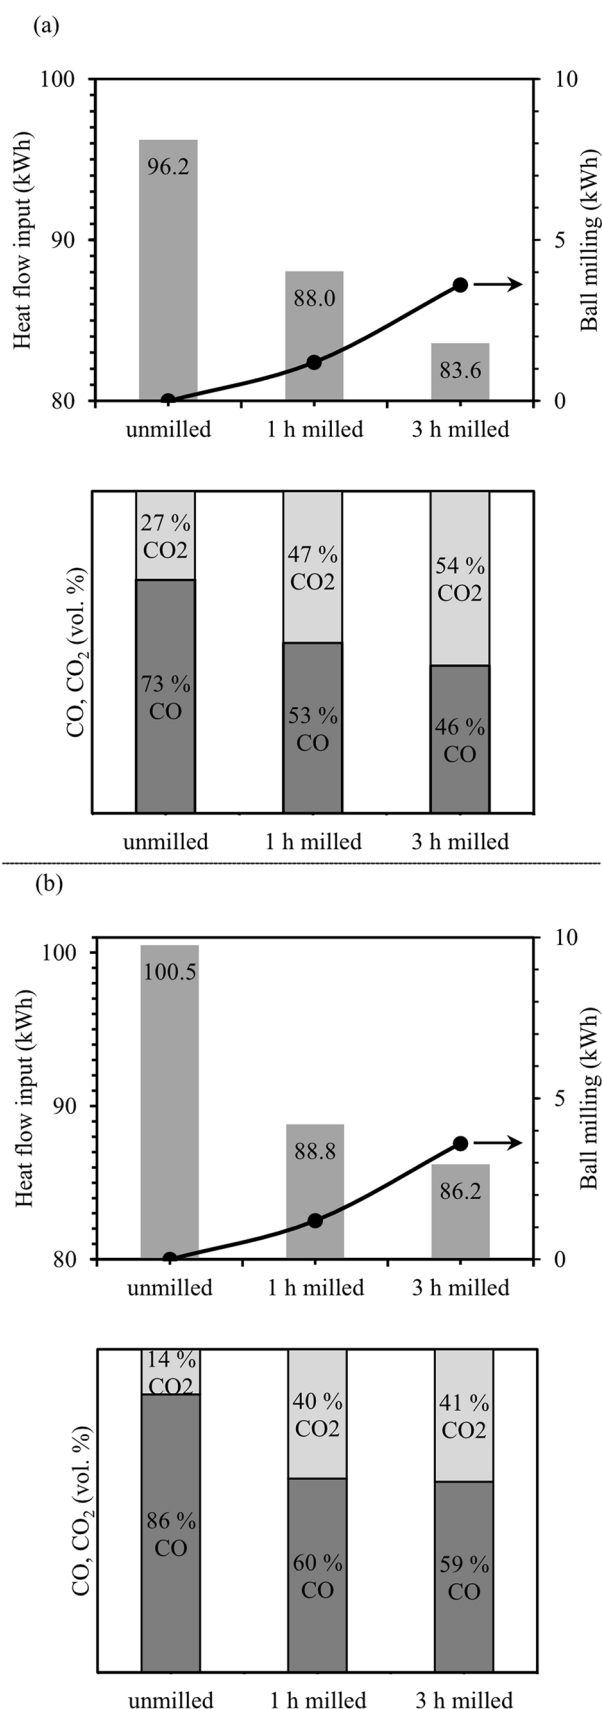 (a)
100
90
80
Heat flow input (kWh)
96.2
88.0
83.6
10
5
0
Ball milling (kWh)
unmilled
1 h milled
3 h milled
CO, CO2 (vol. %)
27 %
CO2
73 %
CO
47 %
CO2
53 %
CO
54 %
CO2
46 %
CO
unmilled
1 h milled
3 h milled
(b)
100
90
80
Heat flow input (kWh)
100.5
88.8
86.2
10
5
0
Ball milling (kWh)
unmilled
1 h milled
3 h milled
CO, CO2 (vol. %)
14 %
CO2
86 %
CO
40 %
CO2
60 %
CO
41 %
CO2
59 %
CO
unmilled
1 h milled
3 h milled